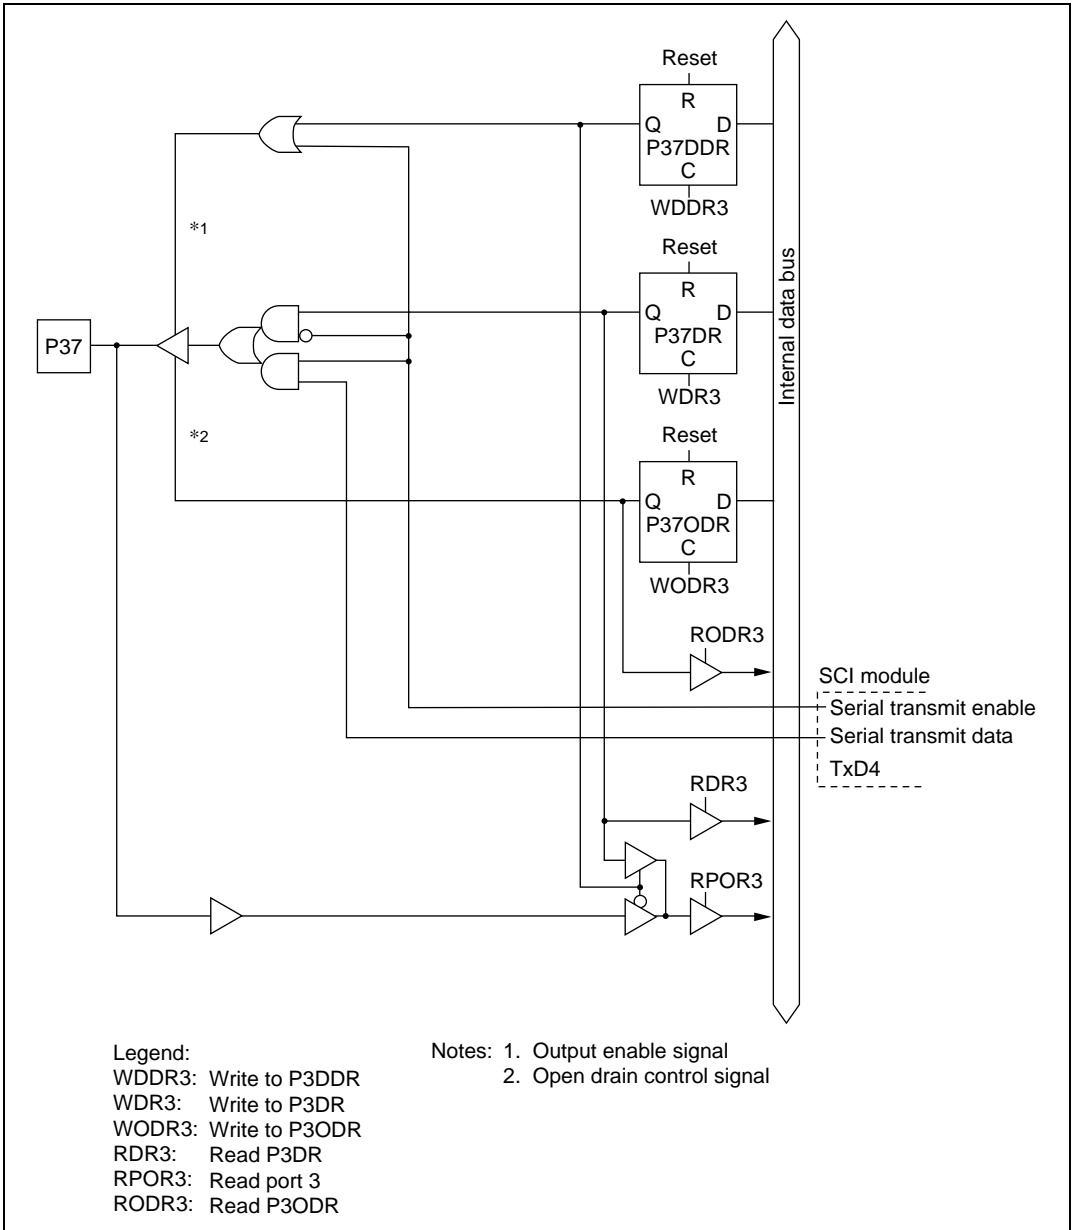 Reset
R
Q D
P37DDR
C
WDDR3
*1
Reset
R
Q D
P37DR
C
WDR3
P37
Internal data bus
*2
Reset
R
Q D
P37ODR
C
WODR3
RODR3
SCI module
Serial transmit enable
Serial transmit data
TxD4
RDR3
RPOR3
Legend:
WDDR3: Write to P3DDR
WDR3: Write to P3DR
WODR3: Write to P3ODR
RDR3: Read P3DR
RPOR3: Read port 3
RODR3: Read P3ODR
Notes: 1. Output enable signal
2. Open drain control signal